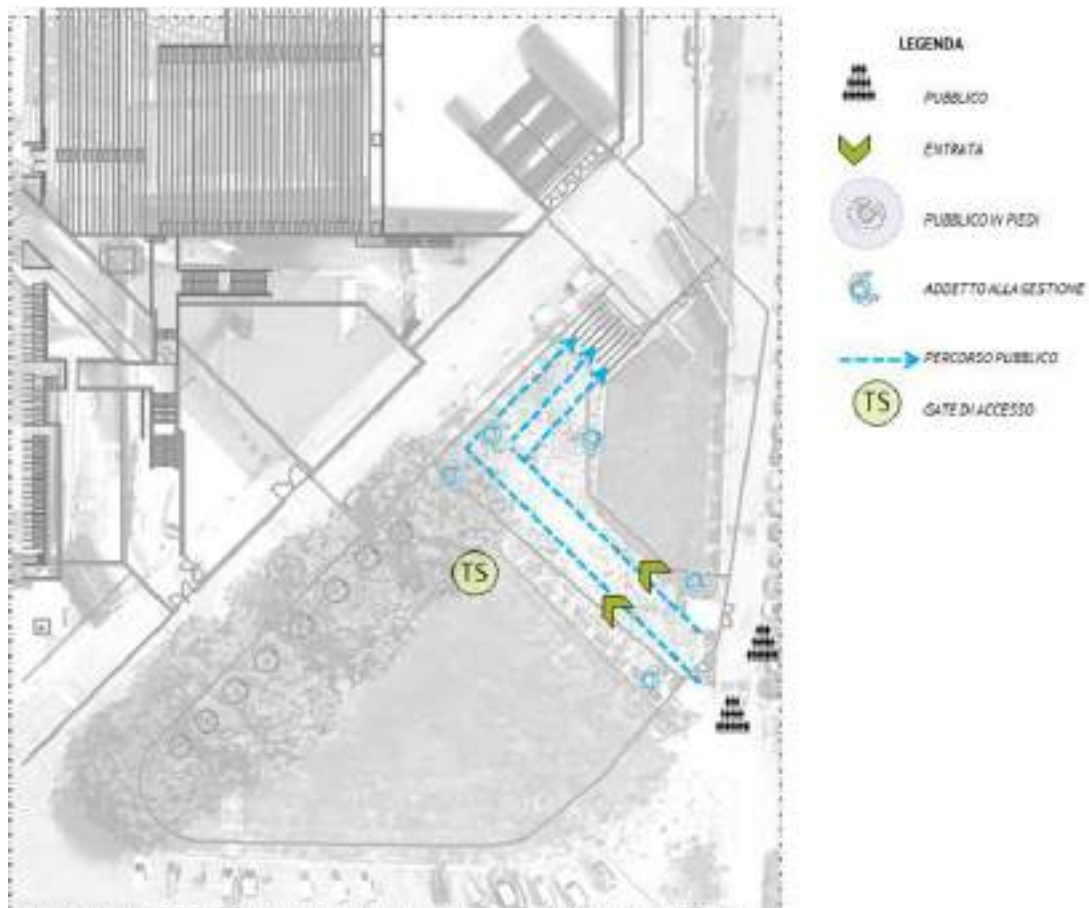 LEGENDA
PUBBLICO
ENTRATA
PUBBLICO IN PIEDI
ADDETTO ALLA GESTIONE
PERCORSO PUBBLICO
TS
GATE DI ACCESSO
TS